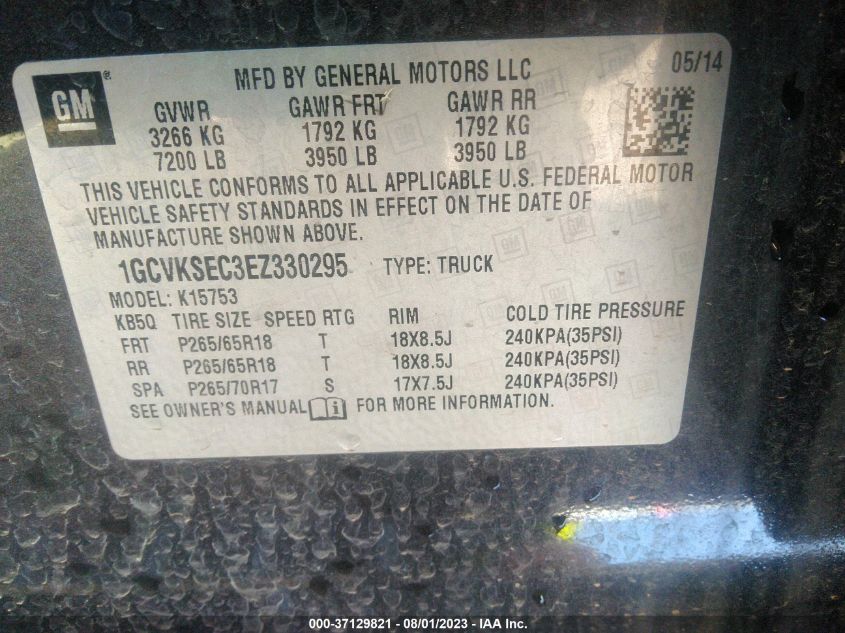 GM ®
MFD BY GENERAL MOTORS LLC
05/14
GVWR GAWR FRT GAWR RR
3266 KG 1792 KG 1792 KG
7200 LB 3950 LB 3950 LB
THIS VEHICLE CONFORMS TO ALL APPLICABLE U.S. FEDERAL MOTOR
VEHICLE SAFETY STANDARDS IN EFFECT ON THE DATE OF
MANUFACTURE SHOWN ABOVE.
1GCVKSEC3EZ330295 TYPE: TRUCK
MODEL: K15753
KB5Q TIRE SIZE SPEED RTG RIM COLD TIRE PRESSURE
FRT P265/65R18 T 18X8.5J 240KPA(35PSI)
RR P265/65R18 T 18X8.5J 240KPA(35PSI)
SPA P265/70R17 S 17X7.5J 240KPA(35PSI)
SEE OWNER'S MANUAL i FOR MORE INFORMATION.
000-37129821 - 08/01/2023 - IAA Inc.